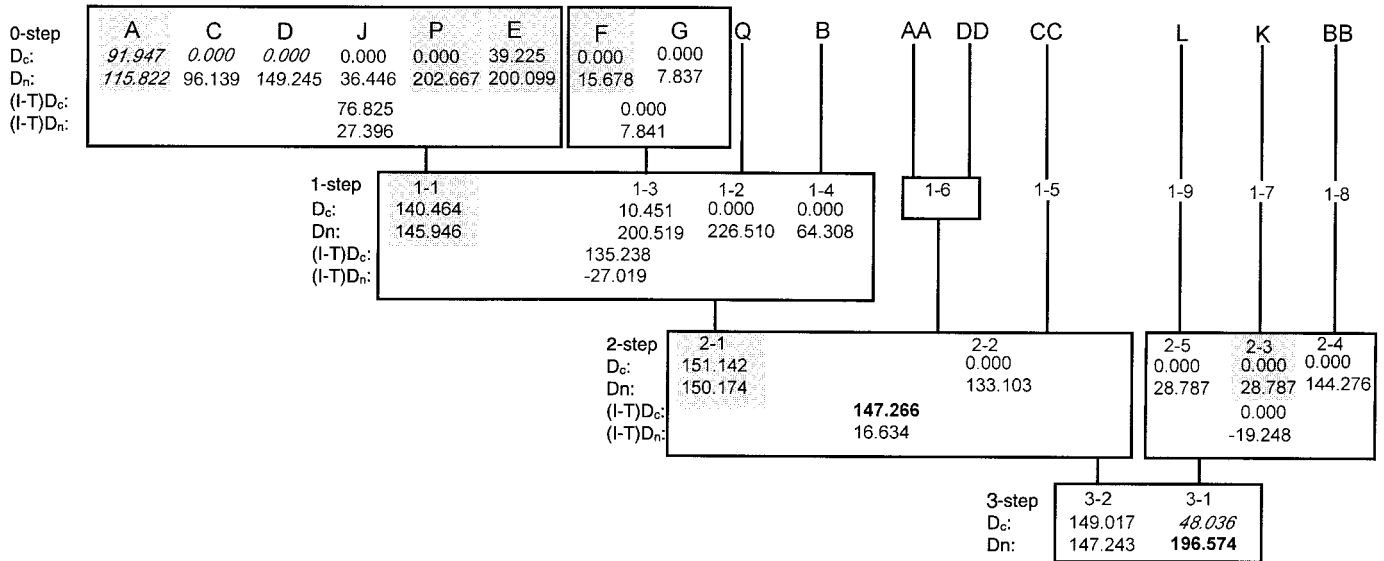 0-step A C D J P E F G Q B AA DD CC L K BB
Dc: 91.947 0.000 0.000 0.000 0.000 39.225 0.000 0.000
Dn: 115.822 96.139 149.245 36.446 202.667 200.099 15.678 7.837
(I-T)Dc: 76.825 0.000
(I-T)Dn: 27.396 7.841
1-step 1-1 1-3 1-2 1-4 1-6 1-5 1-9 1-7 1-8
Dc: 140.464 10.451 0.000 0.000
Dn: 145.946 200.519 226.510 64.308
(I-T)Dc: 135.238
(I-T)Dn: -27.019
2-step 2-1 2-2 2-5 2-3 2-4
Dc: 151.142 0.000 0.000 0.000 0.000
Dn: 150.174 133.103 28.787 28.787 144.276
(I-T)Dc: 147.266 0.000
(I-T)Dn: 16.634 -19.248
3-step 3-2 3-1
Dc: 149.017 48.036
Dn: 147.243 196.574